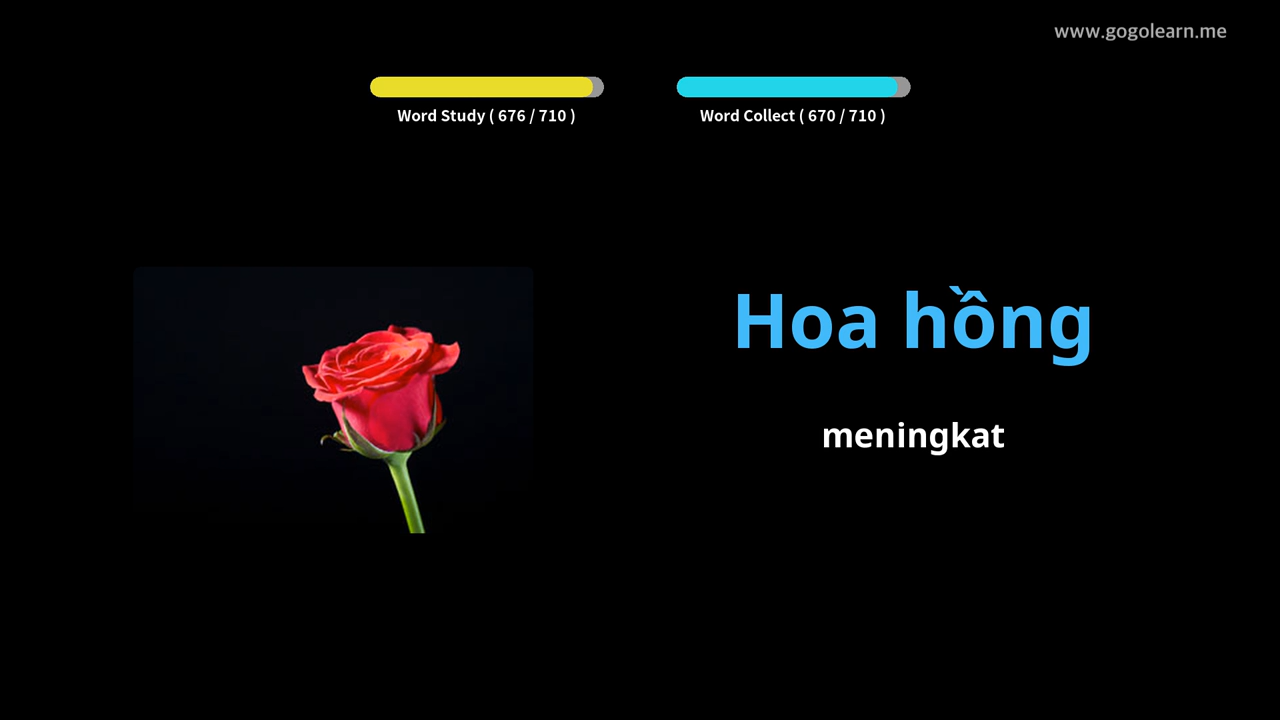 www.gogolearn.me
Word Study ( 676 / 710 )
Word Collect ( 670 / 710 )
Hoa hồng
meningkat